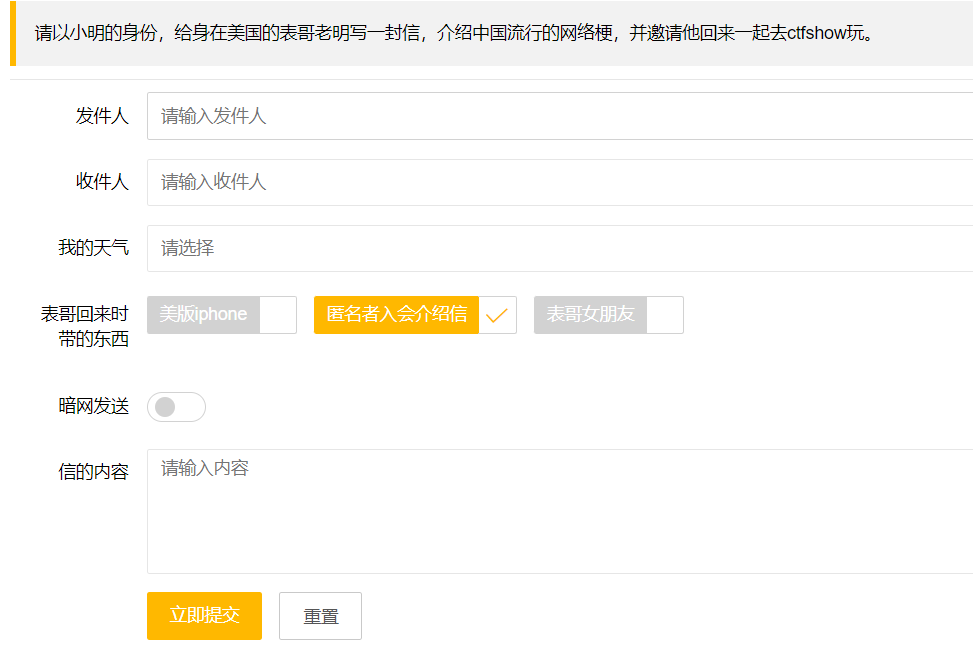 请以小明的身份，给身在美国的表哥老明写一封信，介绍中国流行的网络梗，并邀请他回来一起去ctfshow玩。
发件人 请输入发件人
收件人 请输入收件人
我的天气 请选择
表哥回来时 美版iphone 匿名者入会介绍信 表哥女朋友
带的东西
暗网发送
信的内容 请输入内容
立即提交 重置